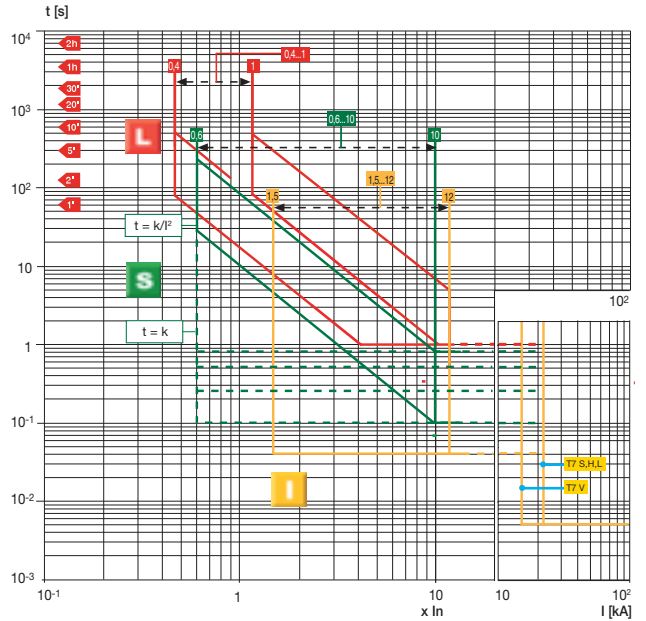 t [s]
10⁴
2h
1h
0,4
1
0,4...1
30'
20'
10³
10'
L
0,6
0,6...10
10
5'
2'
10²
1,5
1,5...12
12
1'
t = k/I²
10
S
10²
t = k
1
10⁻¹
T7 S,H,L
T7 V
I
10⁻²
10⁻³
10⁻¹
1
10
10
10²
x In
I [kA]